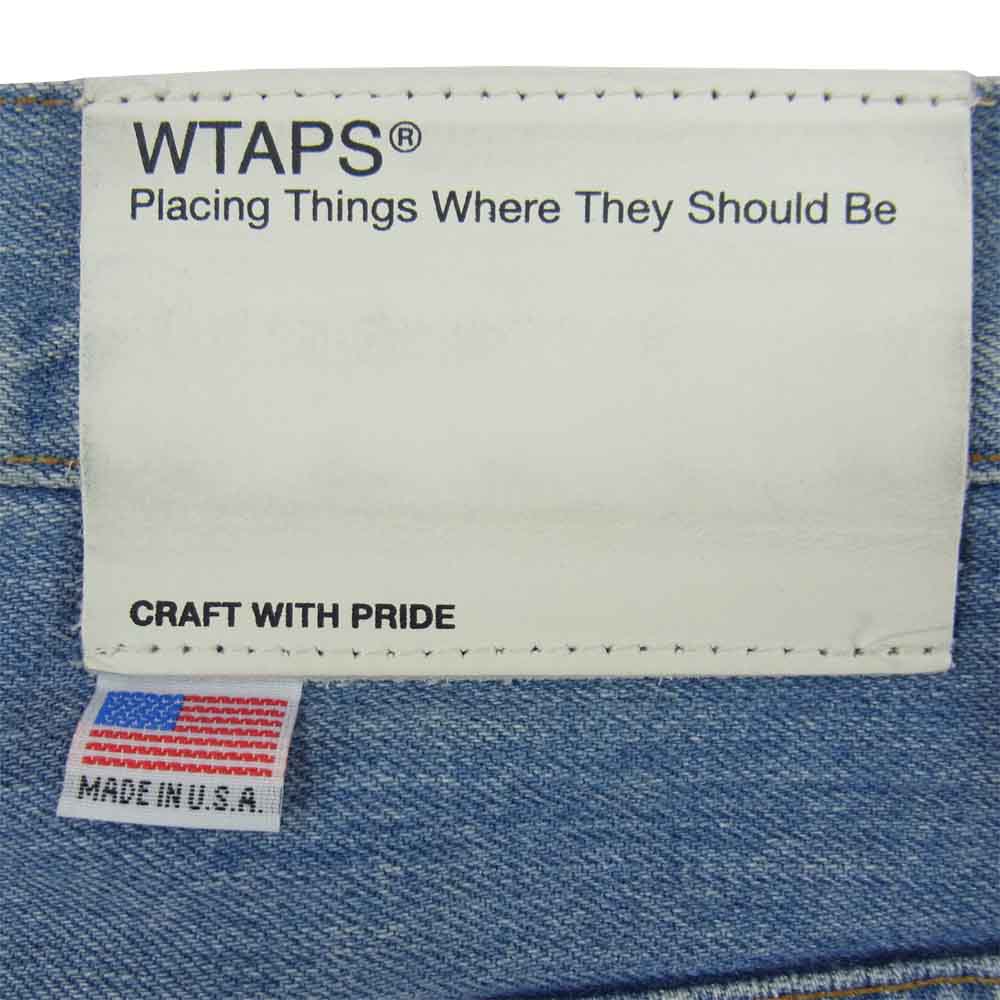 WTAPS®
Placing Things Where They Should Be
CRAFT WITH PRIDE
MADE IN U.S.A.